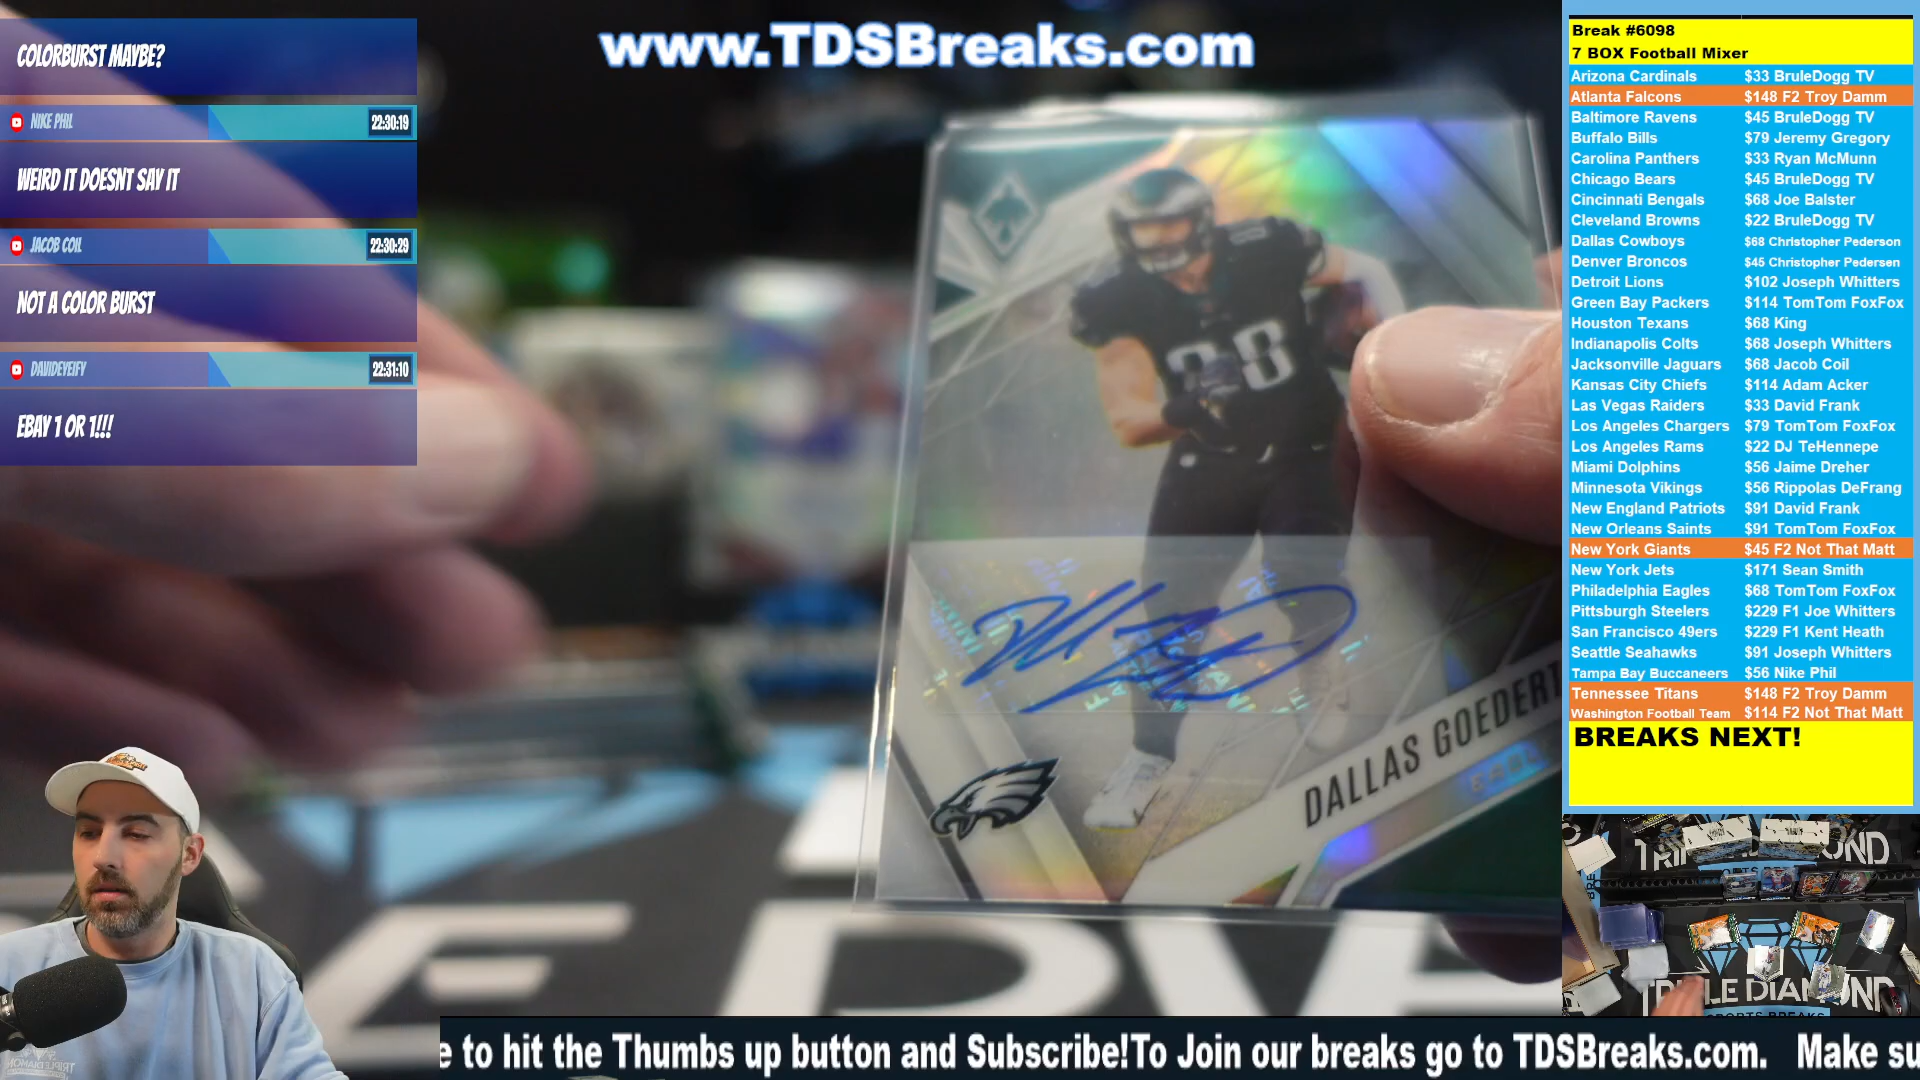 www.TDSBreaks.com
COLORBURST MAYBE?
NIKE PHIL 22:30:19
WEIRD IT DOESNT SAY IT
JACOB COIL 22:30:29
NOT A COLOR BURST
DAVIDEYEIFY 22:31:10
EBAY 1 OR 1!!!
88
DALLAS GOEDERT
Break #6098
7 BOX Football Mixer
Arizona Cardinals $33 BruleDogg TV
Atlanta Falcons $148 F2 Troy Damm
Baltimore Ravens $45 BruleDogg TV
Buffalo Bills $79 Jeremy Gregory
Carolina Panthers $33 Ryan McMunn
Chicago Bears $45 BruleDogg TV
Cincinnati Bengals $68 Joe Balster
Cleveland Browns $22 BruleDogg TV
Dallas Cowboys $68 Christopher Pederson
Denver Broncos $45 Christopher Pedersen
Detroit Lions $102 Joseph Whitters
Green Bay Packers $114 TomTom FoxFox
Houston Texans $68 King
Indianapolis Colts $68 Joseph Whitters
Jacksonville Jaguars $68 Jacob Coil
Kansas City Chiefs $114 Adam Acker
Las Vegas Raiders $33 David Frank
Los Angeles Chargers $79 TomTom FoxFox
Los Angeles Rams $22 DJ TeHennepe
Miami Dolphins $56 Jaime Dreher
Minnesota Vikings $56 Rippolas DeFrang
New England Patriots $91 David Frank
New Orleans Saints $91 TomTom FoxFox
New York Giants $45 F2 Not That Matt
New York Jets $171 Sean Smith
Philadelphia Eagles $68 TomTom FoxFox
Pittsburgh Steelers $229 F1 Joe Whitters
San Francisco 49ers $229 F1 Kent Heath
Seattle Seahawks $91 Joseph Whitters
Tampa Bay Buccaneers $56 Nike Phil
Tennessee Titans $148 F2 Troy Damm
Washington Football Team $114 F2 Not That Matt
BREAKS NEXT!
e to hit the Thumbs up button and Subscribe!To Join our breaks go to TDSBreaks.com. Make su